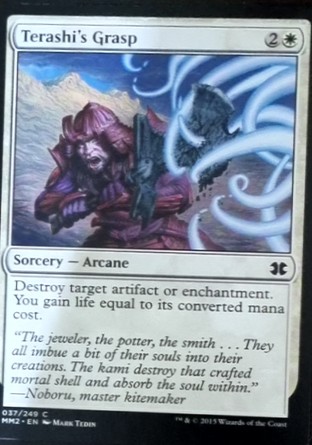 Terashi's Grasp 2
Sorcery — Arcane
Destroy target artifact or enchantment.
You gain life equal to its converted mana
cost.
"The jeweler, the potter, the smith . . . They
all imbue a bit of their souls into their
creations. The kami destroy that crafted
mortal shell and absorb the soul within."
—Noboru, master kitemaker
037/249 C
MM2 • EN MARK TEDIN ™ & © 2015 Wizards of the Coast